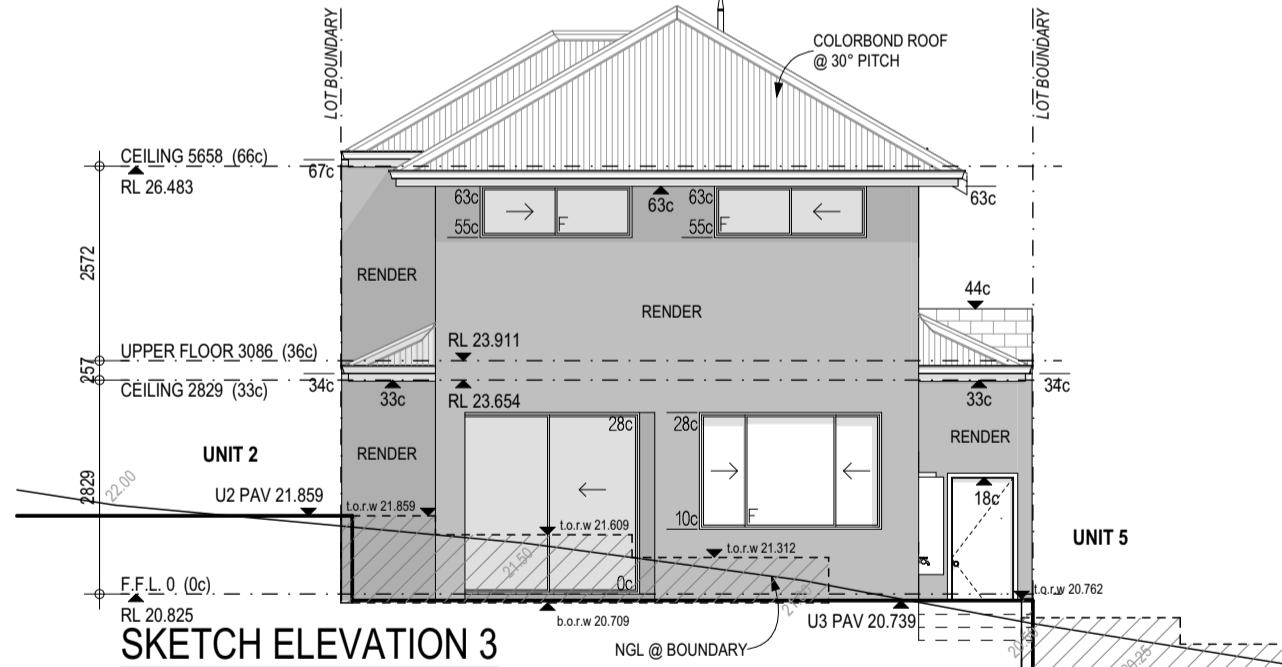 LOT BOUNDARY
LOT BOUNDARY
COLORBOND ROOF
@ 30° PITCH
CEILING 5658 (66c)
RL 26.483
67c
63c
55c
F
63c
63c
55c
F
63c
2572
RENDER
RENDER
44c
RL 23.911
UPPER FLOOR 3086 (36c)
257
CEILING 2829 (33c)
34c
33c
RL 23.654
33c
34c
28c
28c
RENDER
RENDER
UNIT 2
2829
22.00
U2 PAV 21.859
t.o.r.w 21.859
18c
10c
F
t.o.r.w 21.609
UNIT 5
21.50
t.o.r.w 21.312
F.F.L. 0 (0c)
0c
t.o.r.w 20.762
RL 20.825
b.o.r.w 20.709
U3 PAV 20.739
SKETCH ELEVATION 3
NGL @ BOUNDARY
20.25